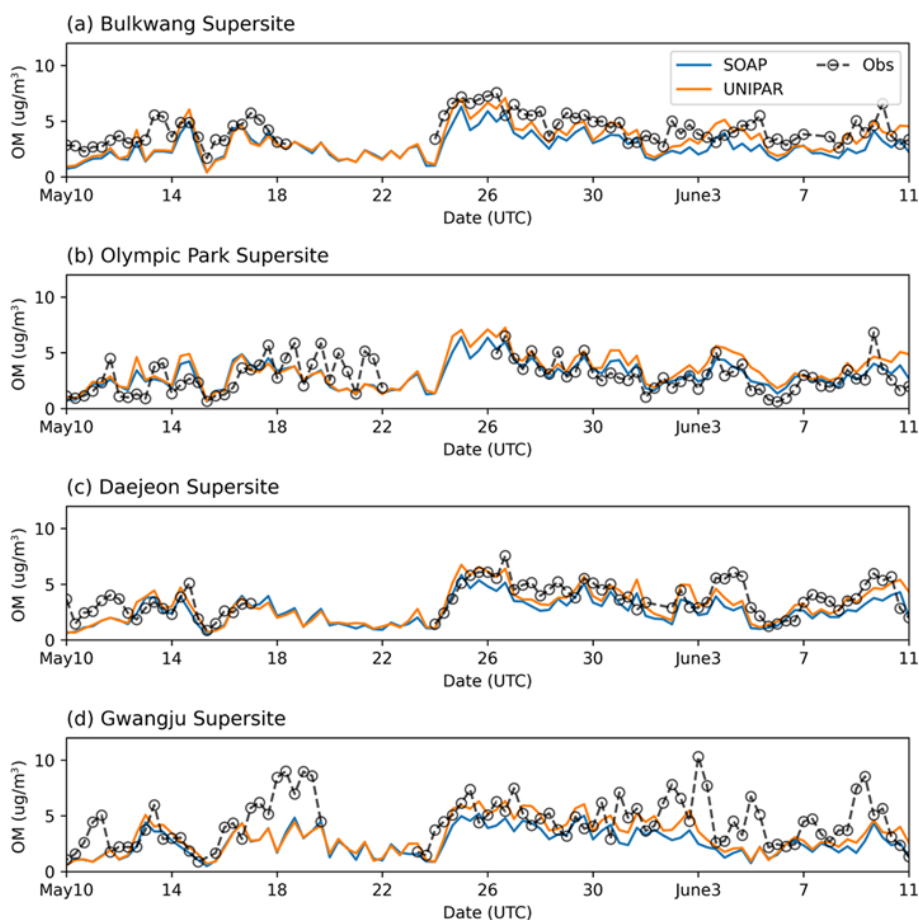 (a) Bulkwang Supersite
10
5
0
OM (ug/m³)
SOAP
UNIPAR
Obs
May10 14 18 22 26 30 June3 7 11
Date (UTC)
(b) Olympic Park Supersite
10
5
0
OM (ug/m³)
May10 14 18 22 26 30 June3 7 11
Date (UTC)
(c) Daejeon Supersite
10
5
0
OM (ug/m³)
May10 14 18 22 26 30 June3 7 11
Date (UTC)
(d) Gwangju Supersite
10
5
0
OM (ug/m³)
May10 14 18 22 26 30 June3 7 11
Date (UTC)